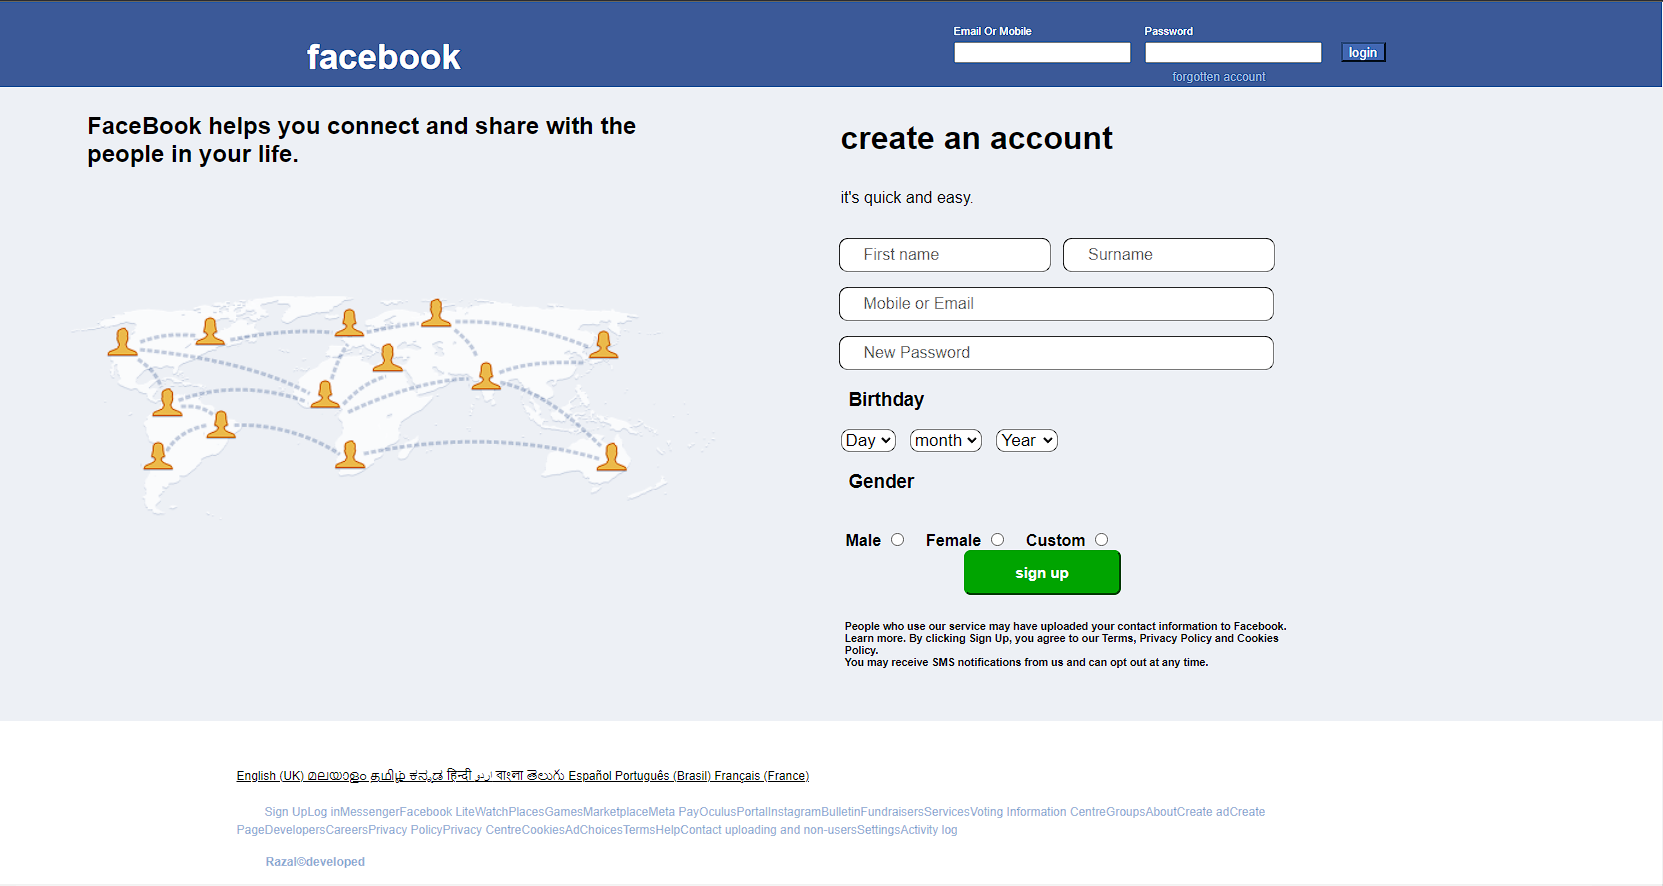 facebook
Email Or Mobile
Password
login
forgotten account
FaceBook helps you connect and share with the
people in your life.
create an account
it's quick and easy.
First name
Surname
Mobile or Email
New Password
Birthday
Day
month
Year
Gender
Male
Female
Custom
sign up
People who use our service may have uploaded your contact information to Facebook.
Learn more. By clicking Sign Up, you agree to our Terms, Privacy Policy and Cookies
Policy.
You may receive SMS notifications from us and can opt out at any time.
English (UK) മലയാളം தமிழ் ಕನ್ನಡ हिन्दी اردو বাংলা తెలుగు Español Português (Brasil) Français (France)
Sign UpLog inMessengerFacebook LiteWatchPlacesGamesMarketplaceMeta PayOculusPortalInstagramBulletinFundraisersServicesVoting Information CentreGroupsAboutCreate adCreate
PageDevelopersCareersPrivacy PolicyPrivacy CentreCookiesAdChoicesTermsHelpContact uploading and non-usersSettingsActivity log
Razal©developed